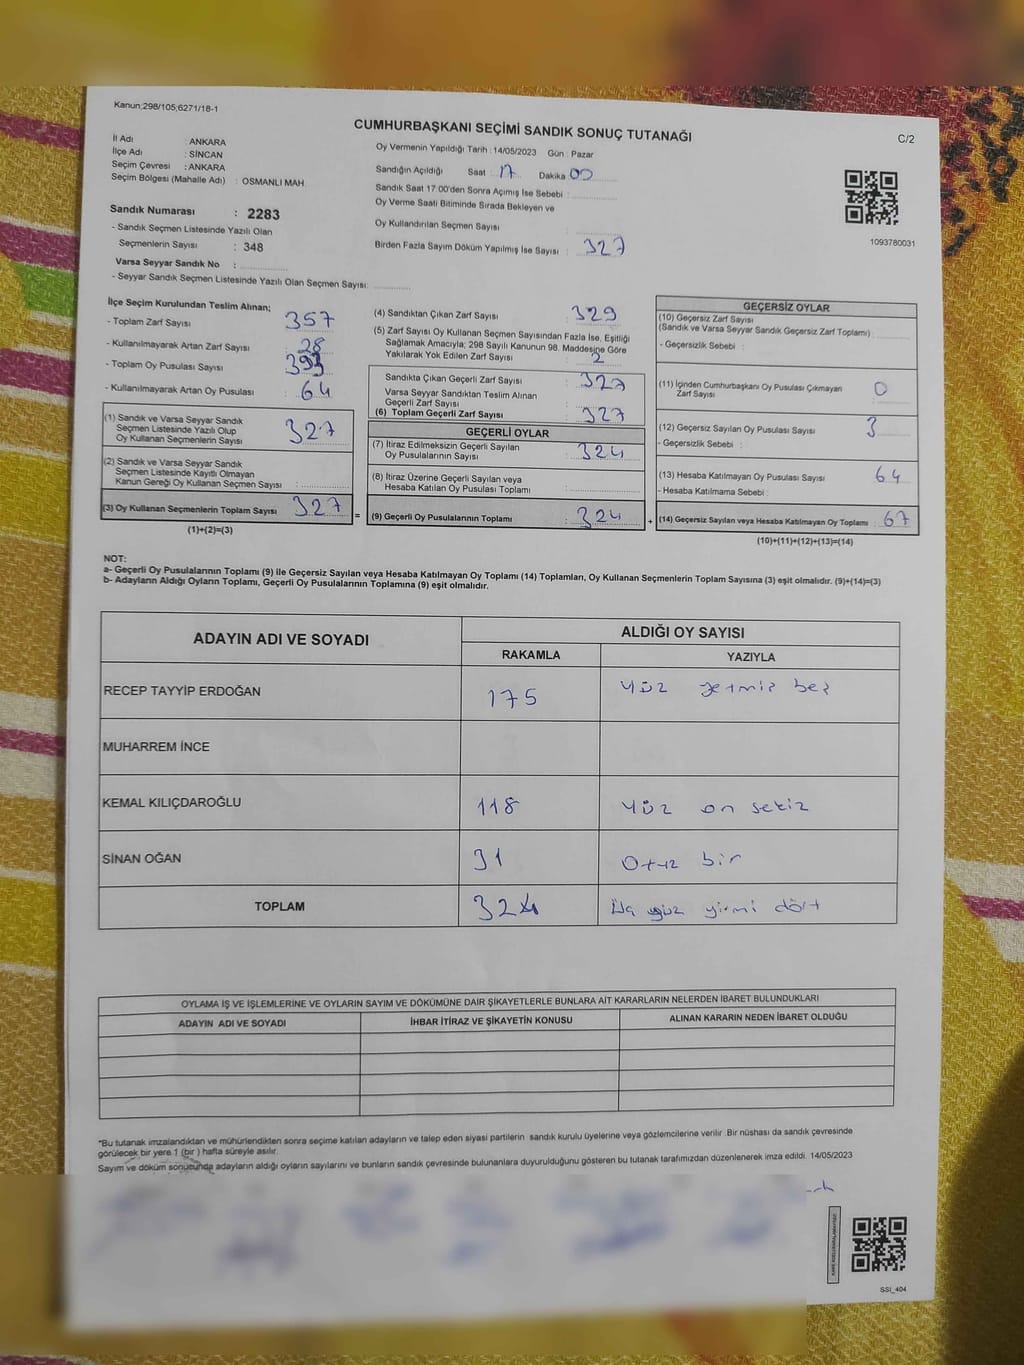 Kanun;298/105;6271/18-1
CUMHURBAŞKANI SEÇİMİ SANDIK SONUÇ TUTANAĞI
C/2
İl Adı : ANKARA
İlçe Adı : SİNCAN
Seçim Çevresi : ANKARA
Seçim Bölgesi (Mahalle Adı) : OSMANLI MAH.
Sandık Numarası : 2283
- Sandık Seçmen Listesinde Yazılı Olan
Seçmenlerin Sayısı : 348
Varsa Seyyar Sandık No :
- Seyyar Sandık Seçmen Listesinde Yazılı Olan Seçmen Sayısı:
Oy Vermenin Yapıldığı Tarih : 14/05/2023 Gün : Pazar
Sandığın Açıldığı Saat : 17 Dakika 00
Sandık Saat 17.00'den Sonra Açımış İse Sebebi :
Oy Verme Saati Bitiminde Sırada Bekleyen ve
Oy Kullandırılan Seçmen Sayısı :
Birden Fazla Sayım Döküm Yapılmış İse Sayısı : 327
1093780031
İlçe Seçim Kurulundan Teslim Alınan;
- Toplam Zarf Sayısı : 357
- Kullanılmayarak Artan Zarf Sayısı : 28
- Toplam Oy Pusulası Sayısı :
- Kullanılmayarak Artan Oy Pusulası : 64
(1) Sandık ve Varsa Seyyar Sandık
Seçmen Listesinde Yazılı Olup
Oy Kullanan Seçmenlerin Sayısı : 327
(2) Sandık ve Varsa Seyyar Sandık
Seçmen Listesinde Kayıtlı Olmayan
Kanun Gereği Oy Kullanan Seçmen Sayısı :
(3) Oy Kullanan Seçmenlerin Toplam Sayısı : 327
(1)+(2)=(3)
(4) Sandıktan Çıkan Zarf Sayısı : 329
(5) Zarf Sayısı Oy Kullanan Seçmen Sayısından Fazla İse, Eşitliği
Sağlamak Amacıyla; 298 Sayılı Kanunun 98. Maddesine Göre
Yakılarak Yok Edilen Zarf Sayısı : 2
Sandıkta Çıkan Geçerli Zarf Sayısı : 327
Varsa Seyyar Sandıktan Teslim Alınan
Geçerli Zarf Sayısı :
(6) Toplam Geçerli Zarf Sayısı : 327
GEÇERLİ OYLAR
(7) İtiraz Edilmeksizin Geçerli Sayılan
Oy Pusulalarının Sayısı : 324
(8) İtiraz Üzerine Geçerli Sayılan veya
Hesaba Katılan Oy Pusulası Toplamı :
=
(9) Geçerli Oy Pusulalarının Toplamı : 324
+
GEÇERSİZ OYLAR
(10) Geçersiz Zarf Sayısı
(Sandık ve Varsa Seyyar Sandık Geçersiz Zarf Toplamı) :
- Geçersizlik Sebebi :
(11) İçinden Cumhurbaşkanı Oy Pusulası Çıkmayan
Zarf Sayısı : 0
(12) Geçersiz Sayılan Oy Pusulası Sayısı : 3
- Geçersizlik Sebebi :
(13) Hesaba Katılmayan Oy Pusulası Sayısı : 64
- Hesaba Katılmama Sebebi :
(14) Geçersiz Sayılan veya Hesaba Katılmayan Oy Toplamı : 67
(10)+(11)+(12)+(13)=(14)
NOT:
a- Geçerli Oy Pusulalarının Toplamı (9) ile Geçersiz Sayılan veya Hesaba Katılmayan Oy Toplamı (14) Toplamları, Oy Kullanan Seçmenlerin Toplam Sayısına (3) eşit olmalıdır. (9)+(14)=(3)
b- Adayların Aldığı Oyların Toplamı, Geçerli Oy Pusulalarının Toplamına (9) eşit olmalıdır.
ADAYIN ADI VE SOYADI
ALDIĞI OY SAYISI
RAKAMLA YAZIYLA
RECEP TAYYİP ERDOĞAN 175 Yüz yetmiş beş
MUHARREM İNCE
KEMAL KILIÇDAROĞLU 118 Yüz on sekiz
SİNAN OĞAN 31 Otuz bir
TOPLAM 324 Üç yüz yirmi dört
OYLAMA İŞ VE İŞLEMLERİNE VE OYLARIN SAYIM VE DÖKÜMÜNE DAİR ŞİKAYETLERLE BUNLARA AİT KARARLARIN NELERDEN İBARET BULUNDUKLARI
ADAYIN ADI VE SOYADI İHBAR İTİRAZ VE ŞİKAYETİN KONUSU ALINAN KARARIN NEDEN İBARET OLDUĞU
*Bu tutanak imzalandıktan ve mühürlendikten sonra seçime katılan adayların ve talep eden siyasi partilerin sandık kurulu üyelerine veya gözlemcilerine verilir. Bir nüshası da sandık çevresinde
görülecek bir yere 1 (bir ) hafta süreyle asılır.
Sayım ve döküm sonucunda adayların aldığı oyların sayılarını ve bunların sandık çevresinde bulunanlara duyurulduğunu gösteren bu tutanak tarafımızdan düzenlenerek imza edildi. 14/05/2023
SSI_404